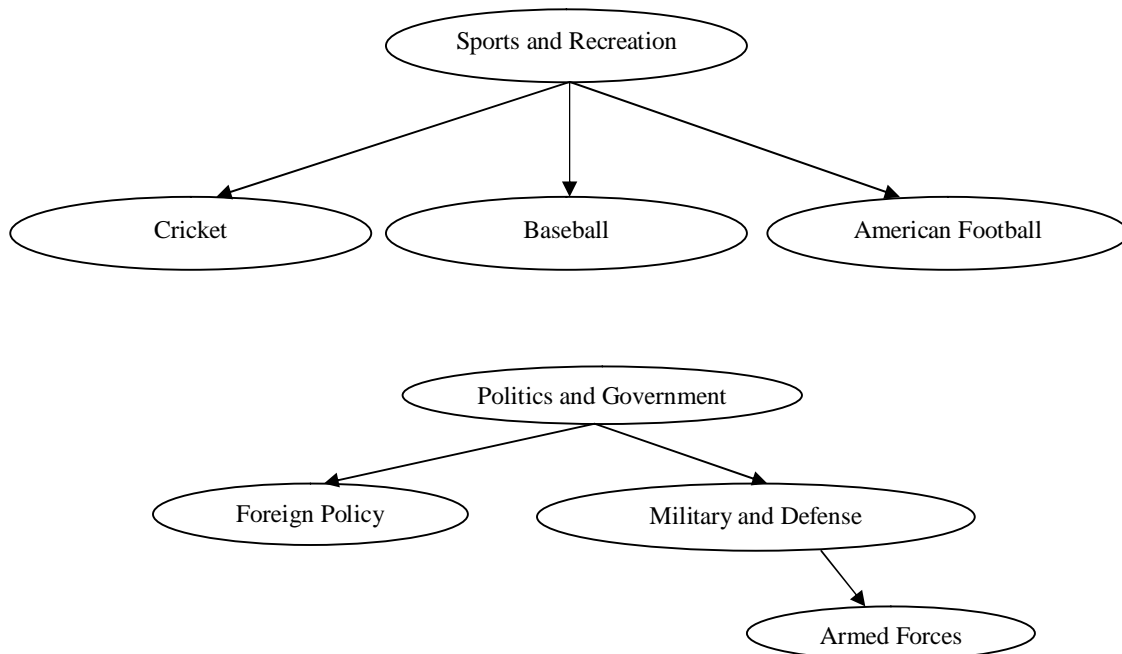 Sports and Recreation
Cricket
Baseball
American Football
Politics and Government
Foreign Policy
Military and Defense
Armed Forces